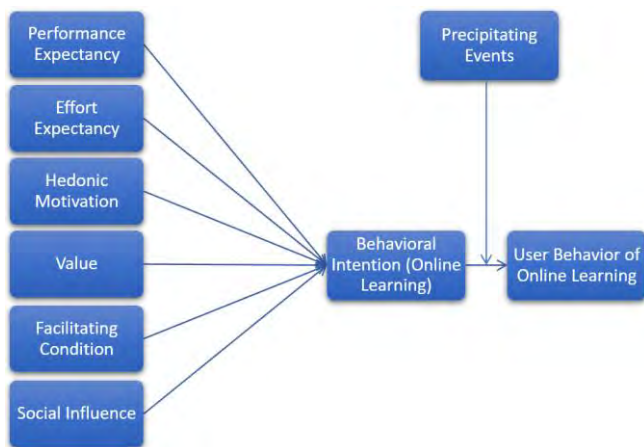 Performance
Expectancy
Precipitating
Events
Effort
Expectancy
Hedonic
Motivation
Value
Behavioral
Intention (Online
Learning)
User Behavior of
Online Learning
Facilitating
Condition
Social Influence